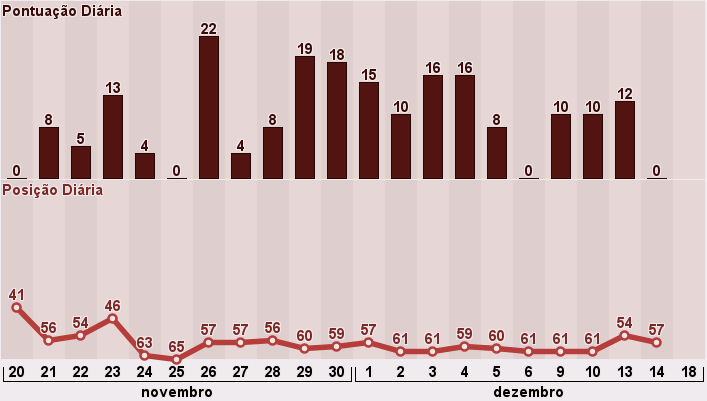 Pontuação Diária
0 8 5 13 4 0 22 4 8 19 18 15 10 16 16 8 0 10 10 12 0
Posição Diária
41 56 54 46 63 65 57 57 56 60 59 57 61 61 59 60 61 61 61 54 57
20 21 22 23 24 25 26 27 28 29 30 1 2 3 4 5 6 9 10 13 14 18
novembro dezembro